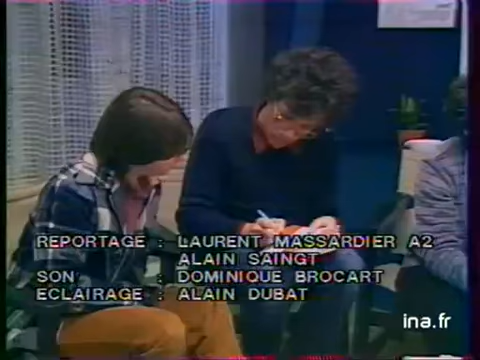 REPORTAGE : LAURENT MASSARDIER A2
ALAIN SAINGT
SON : DOMINIQUE BROCART
ECLAIRAGE : ALAIN DUBAT
ina.fr